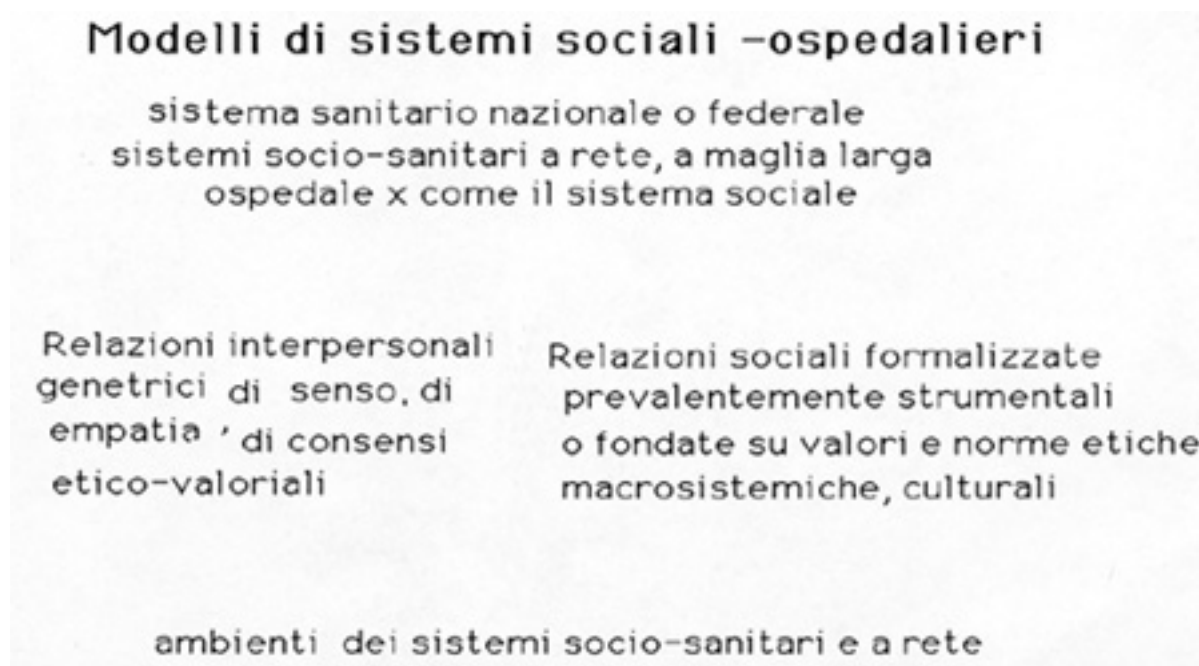 Modelli di sistemi sociali -ospedalieri
sistema sanitario nazionale o federale
sistemi socio-sanitari a rete, a maglia larga
ospedale x come il sistema sociale
Relazioni interpersonali
genetrici di senso, di
empatia ' di consensi
etico-valoriali
Relazioni sociali formalizzate
prevalentemente strumentali
o fondate su valori e norme etiche
macrosistemiche, culturali
ambienti dei sistemi socio-sanitari e a rete